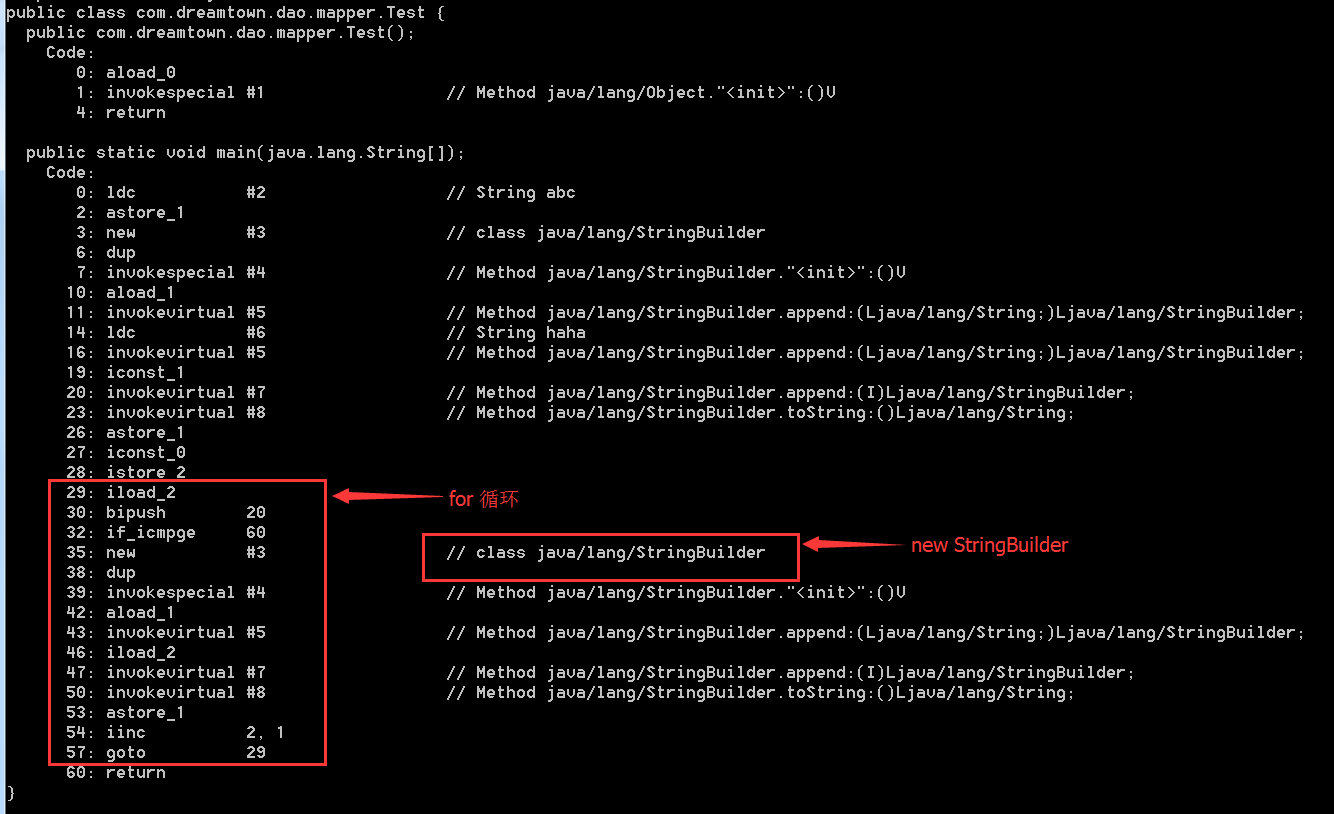 public class com.dreamtown.dao.mapper.Test {
  public com.dreamtown.dao.mapper.Test();
    Code:
       0: aload_0
       1: invokespecial #1                  // Method java/lang/Object."<init>":()V
       4: return

  public static void main(java.lang.String[]);
    Code:
       0: ldc           #2                  // String abc
       2: astore_1
       3: new           #3                  // class java/lang/StringBuilder
       6: dup
       7: invokespecial #4                  // Method java/lang/StringBuilder."<init>":()V
      10: aload_1
      11: invokevirtual #5                  // Method java/lang/StringBuilder.append:(Ljava/lang/String;)Ljava/lang/StringBuilder;
      14: ldc           #6                  // String haha
      16: invokevirtual #5                  // Method java/lang/StringBuilder.append:(Ljava/lang/String;)Ljava/lang/StringBuilder;
      19: iconst_1
      20: invokevirtual #7                  // Method java/lang/StringBuilder.append:(I)Ljava/lang/StringBuilder;
      23: invokevirtual #8                  // Method java/lang/StringBuilder.toString:()Ljava/lang/String;
      26: astore_1
      27: iconst_0
      28: istore_2
      29: iload_2    for 循环
      30: bipush        20
      32: if_icmpge     60
      35: new           #3                  // class java/lang/StringBuilder    new StringBuilder
      38: dup
      39: invokespecial #4                  // Method java/lang/StringBuilder."<init>":()V
      42: aload_1
      43: invokevirtual #5                  // Method java/lang/StringBuilder.append:(Ljava/lang/String;)Ljava/lang/StringBuilder;
      46: iload_2
      47: invokevirtual #7                  // Method java/lang/StringBuilder.append:(I)Ljava/lang/StringBuilder;
      50: invokevirtual #8                  // Method java/lang/StringBuilder.toString:()Ljava/lang/String;
      53: astore_1
      54: iinc          2, 1
      57: goto          29
      60: return
}